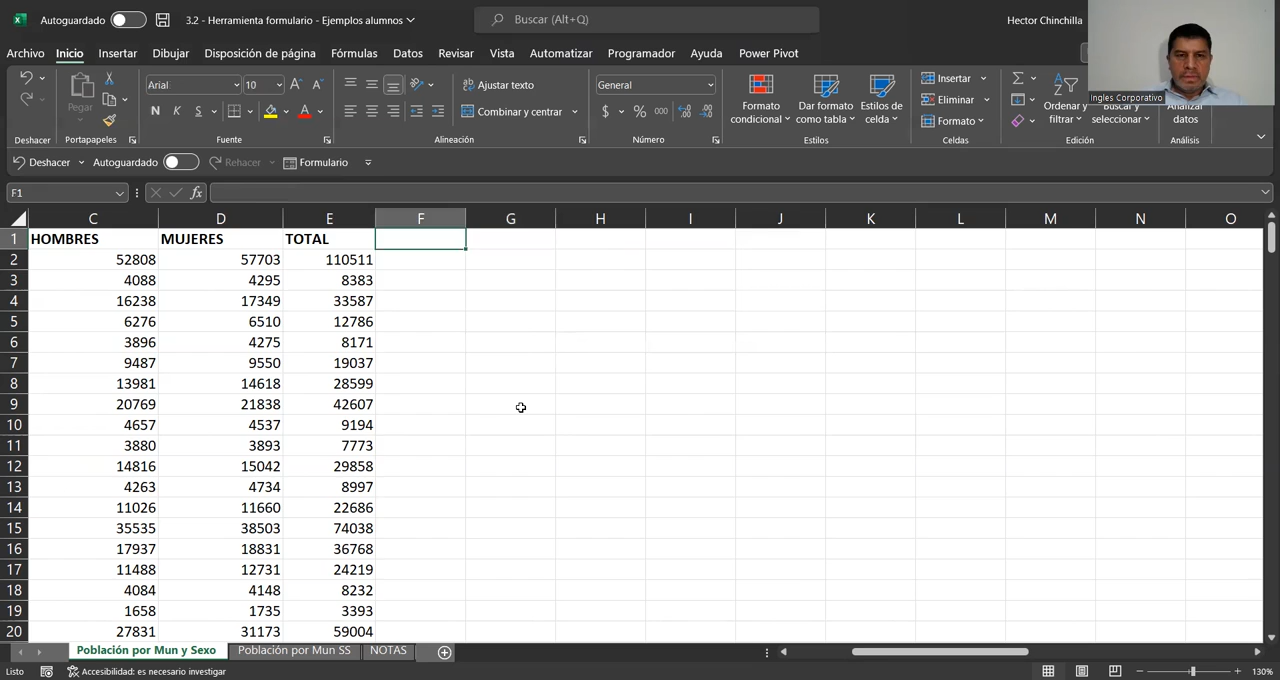 Autoguardado 3.2 - Herramienta formulario - Ejemplos alumnos Buscar (Alt+Q) Hector Chinchilla
Archivo Inicio Insertar Dibujar Disposición de página Fórmulas Datos Revisar Vista Automatizar Programador Ayuda Power Pivot
Pegar Arial 10 Ajustar texto General Formato condicional Dar formato como tabla Estilos de celda Insertar Ordenar y filtrar Buscar y seleccionar Analizar datos
N K S Combinar y centrar $ % 000 Eliminar
Formato
Deshacer Portapapeles Fuente Alineación Número Estilos Celdas Edición Análisis
Ingles Corporativo
Deshacer Autoguardado Rehacer Formulario
F1 fx
C D E F G H I J K L M N O
1 HOMBRES MUJERES TOTAL
2 52808 57703 110511
3 4088 4295 8383
4 16238 17349 33587
5 6276 6510 12786
6 3896 4275 8171
7 9487 9550 19037
8 13981 14618 28599
9 20769 21838 42607
10 4657 4537 9194
11 3880 3893 7773
12 14816 15042 29858
13 4263 4734 8997
14 11026 11660 22686
15 35535 38503 74038
16 17937 18831 36768
17 11488 12731 24219
18 4084 4148 8232
19 1658 1735 3393
20 27831 31173 59004
Población por Mun y Sexo Población por Mun SS NOTAS
Listo Accesibilidad: es necesario investigar 130%